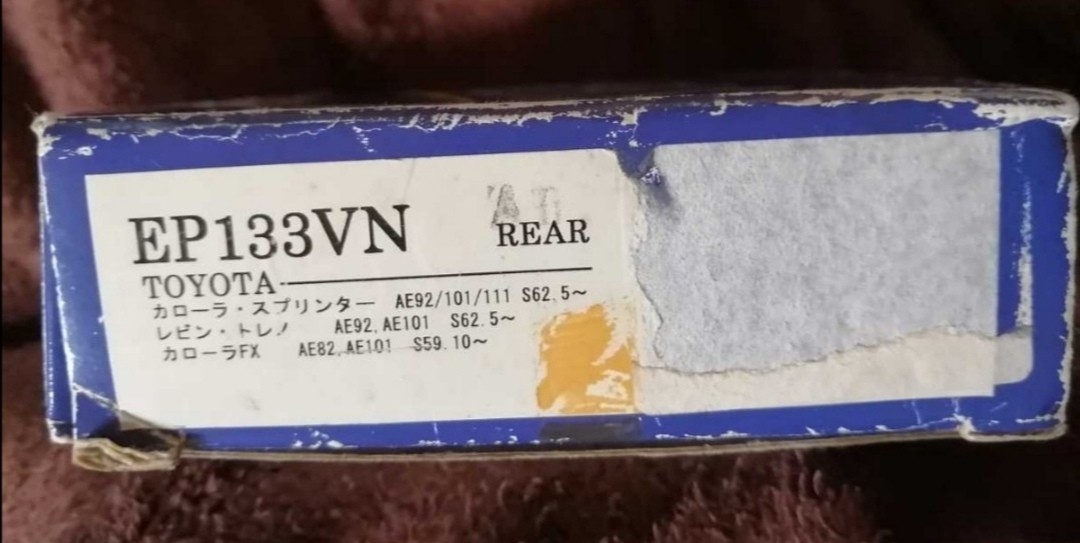 EP133VN
REAR
TOYOTA
カローラ・スプリンター AE92/101/111 S62.5~
レビン・トレノ AE92,AE101 S62.5~
カローラFX AE82,AE101 S59.10~